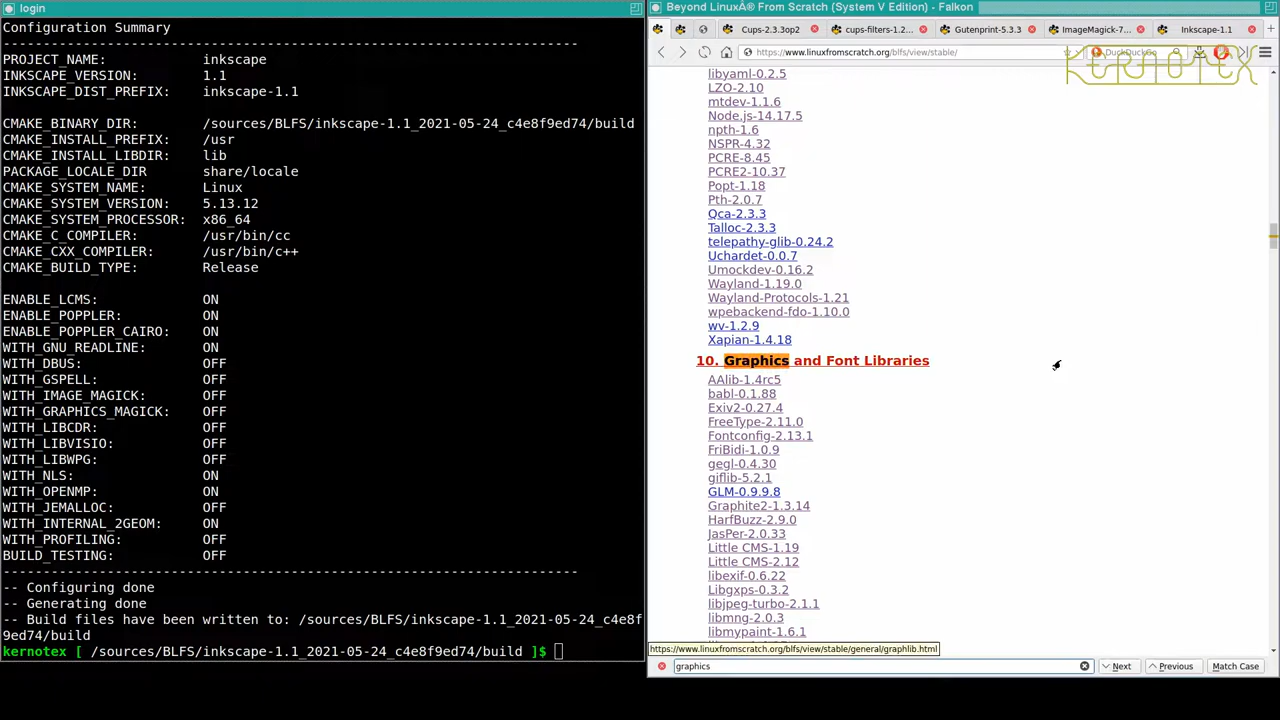 login
Configuration Summary
------------------------------------------------------------------------
PROJECT_NAME: inkscape
INKSCAPE_VERSION: 1.1
INKSCAPE_DIST_PREFIX: inkscape-1.1
CMAKE_BINARY_DIR: /sources/BLFS/inkscape-1.1_2021-05-24_c4e8f9ed74/build
CMAKE_INSTALL_PREFIX: /usr
CMAKE_INSTALL_LIBDIR: lib
PACKAGE_LOCALE_DIR share/locale
CMAKE_SYSTEM_NAME: Linux
CMAKE_SYSTEM_VERSION: 5.13.12
CMAKE_SYSTEM_PROCESSOR: x86_64
CMAKE_C_COMPILER: /usr/bin/cc
CMAKE_CXX_COMPILER: /usr/bin/c++
CMAKE_BUILD_TYPE: Release
ENABLE_LCMS: ON
ENABLE_POPPLER: ON
ENABLE_POPPLER_CAIRO: ON
WITH_GNU_READLINE: ON
WITH_DBUS: OFF
WITH_GSPELL: OFF
WITH_IMAGE_MAGICK: OFF
WITH_GRAPHICS_MAGICK: OFF
WITH_LIBCDR: OFF
WITH_LIBVISIO: OFF
WITH_LIBWPG: OFF
WITH_NLS: ON
WITH_OPENMP: ON
WITH_JEMALLOC: OFF
WITH_INTERNAL_2GEOM: ON
WITH_PROFILING: OFF
BUILD_TESTING: OFF
------------------------------------------------------------------------
-- Configuring done
-- Generating done
-- Build files have been written to: /sources/BLFS/inkscape-1.1_2021-05-24_c4e8f
9ed74/build
kernotex [ /sources/BLFS/inkscape-1.1_2021-05-24_c4e8f9ed74/build ]$
Beyond LinuxÂ® From Scratch (System V Edition) - Falkon
Cups-2.3.3op2
cups-filters-1.2...
Gutenprint-5.3.3
ImageMagick-7...
Inkscape-1.1
https://www.linuxfromscratch.org/blfs/view/stable/
DuckDuckGo
KERNOTEX
libyaml-0.2.5
LZO-2.10
mtdev-1.1.6
Node.js-14.17.5
npth-1.6
NSPR-4.32
PCRE-8.45
PCRE2-10.37
Popt-1.18
Pth-2.0.7
Qca-2.3.3
Talloc-2.3.3
telepathy-glib-0.24.2
Uchardet-0.0.7
Umockdev-0.16.2
Wayland-1.19.0
Wayland-Protocols-1.21
wpebackend-fdo-1.10.0
wv-1.2.9
Xapian-1.4.18
10. Graphics and Font Libraries
AAlib-1.4rc5
babl-0.1.88
Exiv2-0.27.4
FreeType-2.11.0
Fontconfig-2.13.1
FriBidi-1.0.9
gegl-0.4.30
giflib-5.2.1
GLM-0.9.9.8
Graphite2-1.3.14
HarfBuzz-2.9.0
JasPer-2.0.33
Little CMS-1.19
Little CMS-2.12
libexif-0.6.22
Libgxps-0.3.2
libjpeg-turbo-2.1.1
libmng-2.0.3
libmypaint-1.6.1
https://www.linuxfromscratch.org/blfs/view/stable/general/graphlib.html
graphics
Next
Previous
Match Case